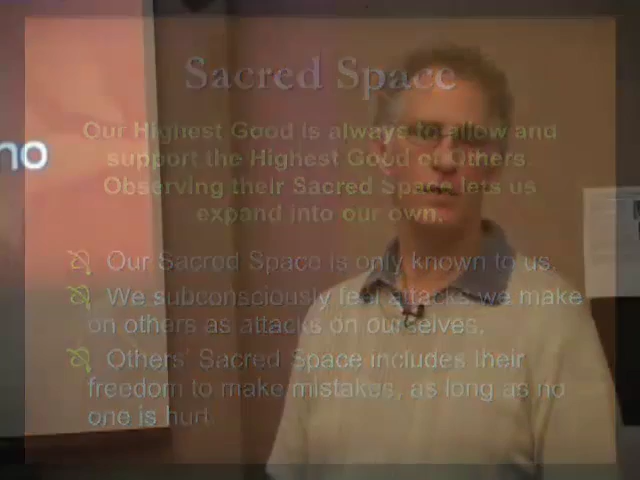 Sacred Space
no
Our Highest Good is always to allow and
support the Highest Good of Others.
Observing their Sacred Space lets us
expand into our own.
Our Sacred Space is only known to us.
We subconsciously feel attacks we make
on others as attacks on ourselves.
Others' Sacred Space includes their
freedom to make mistakes, as long as no
one is hurt.